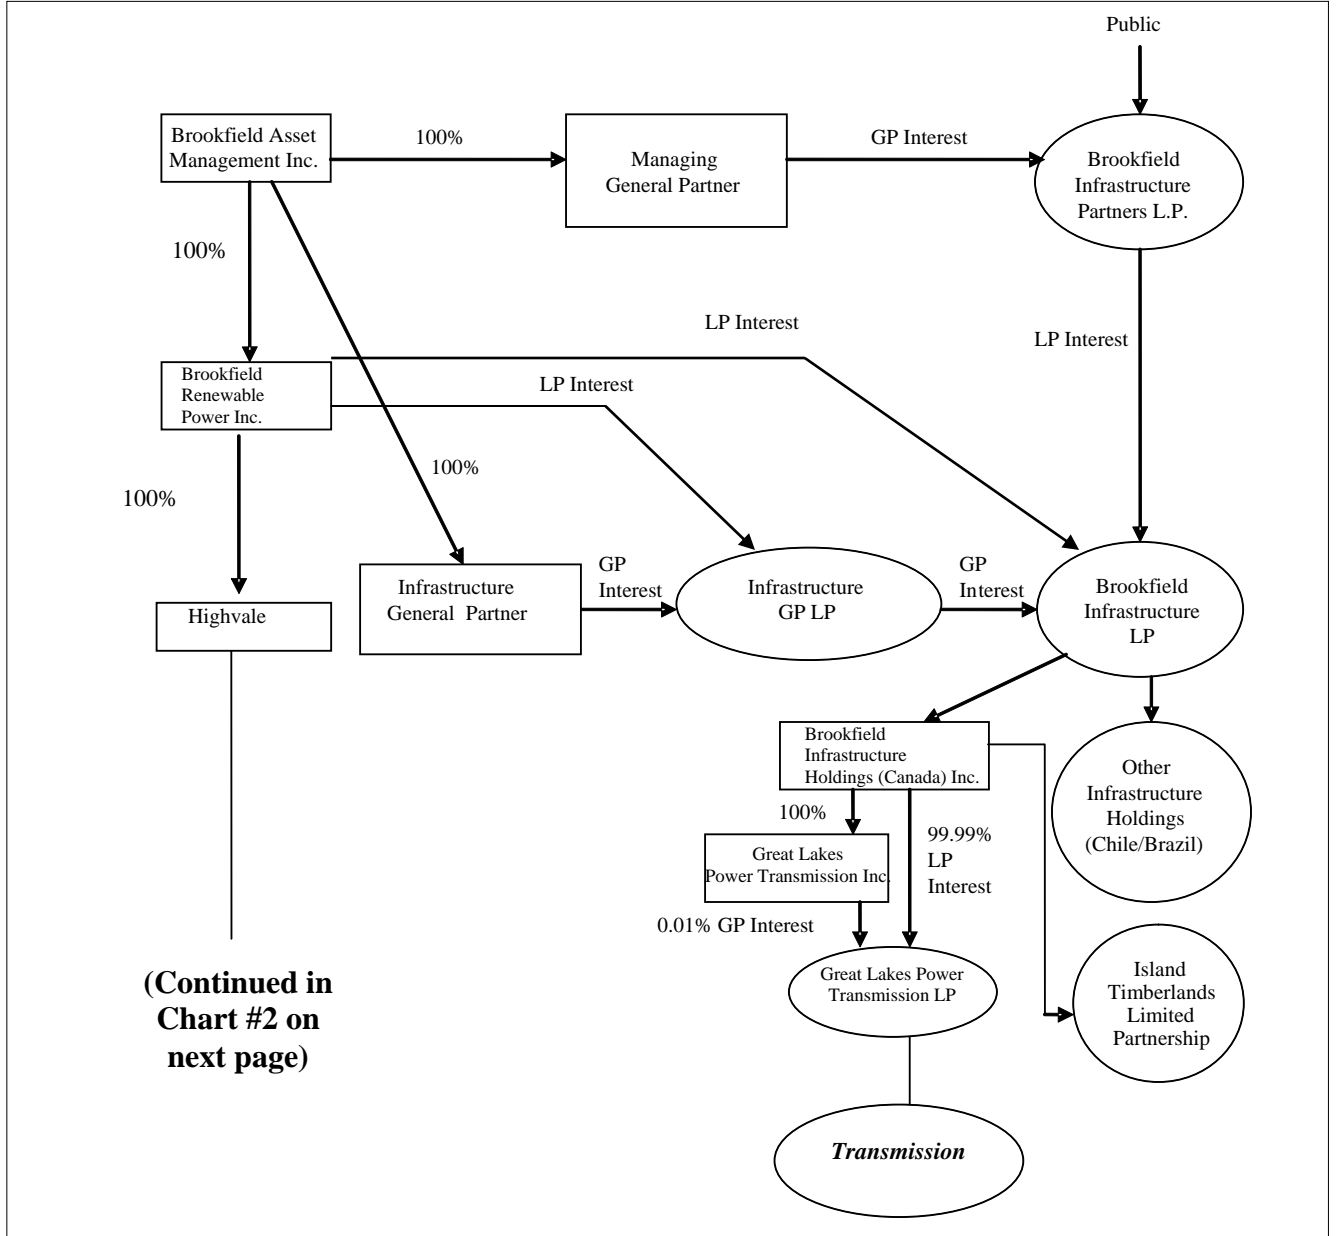 Public
Brookfield Asset
Management Inc.
100%
Managing
General Partner
GP Interest
Brookfield
Infrastructure
Partners L.P.
100%
LP Interest
LP Interest
Brookfield
Renewable
Power Inc.
LP Interest
100%
100%
Highvale
Infrastructure
General Partner
GP
Interest
Infrastructure
GP LP
GP
Interest
Brookfield
Infrastructure
LP
Brookfield
Infrastructure
Holdings (Canada) Inc.
Other
Infrastructure
Holdings
(Chile/Brazil)
100%
99.99%
LP
Interest
Great Lakes
Power Transmission Inc.
0.01% GP Interest
Great Lakes Power
Transmission LP
Island
Timberlands
Limited
Partnership
(Continued in
Chart #2 on
next page)
Transmission